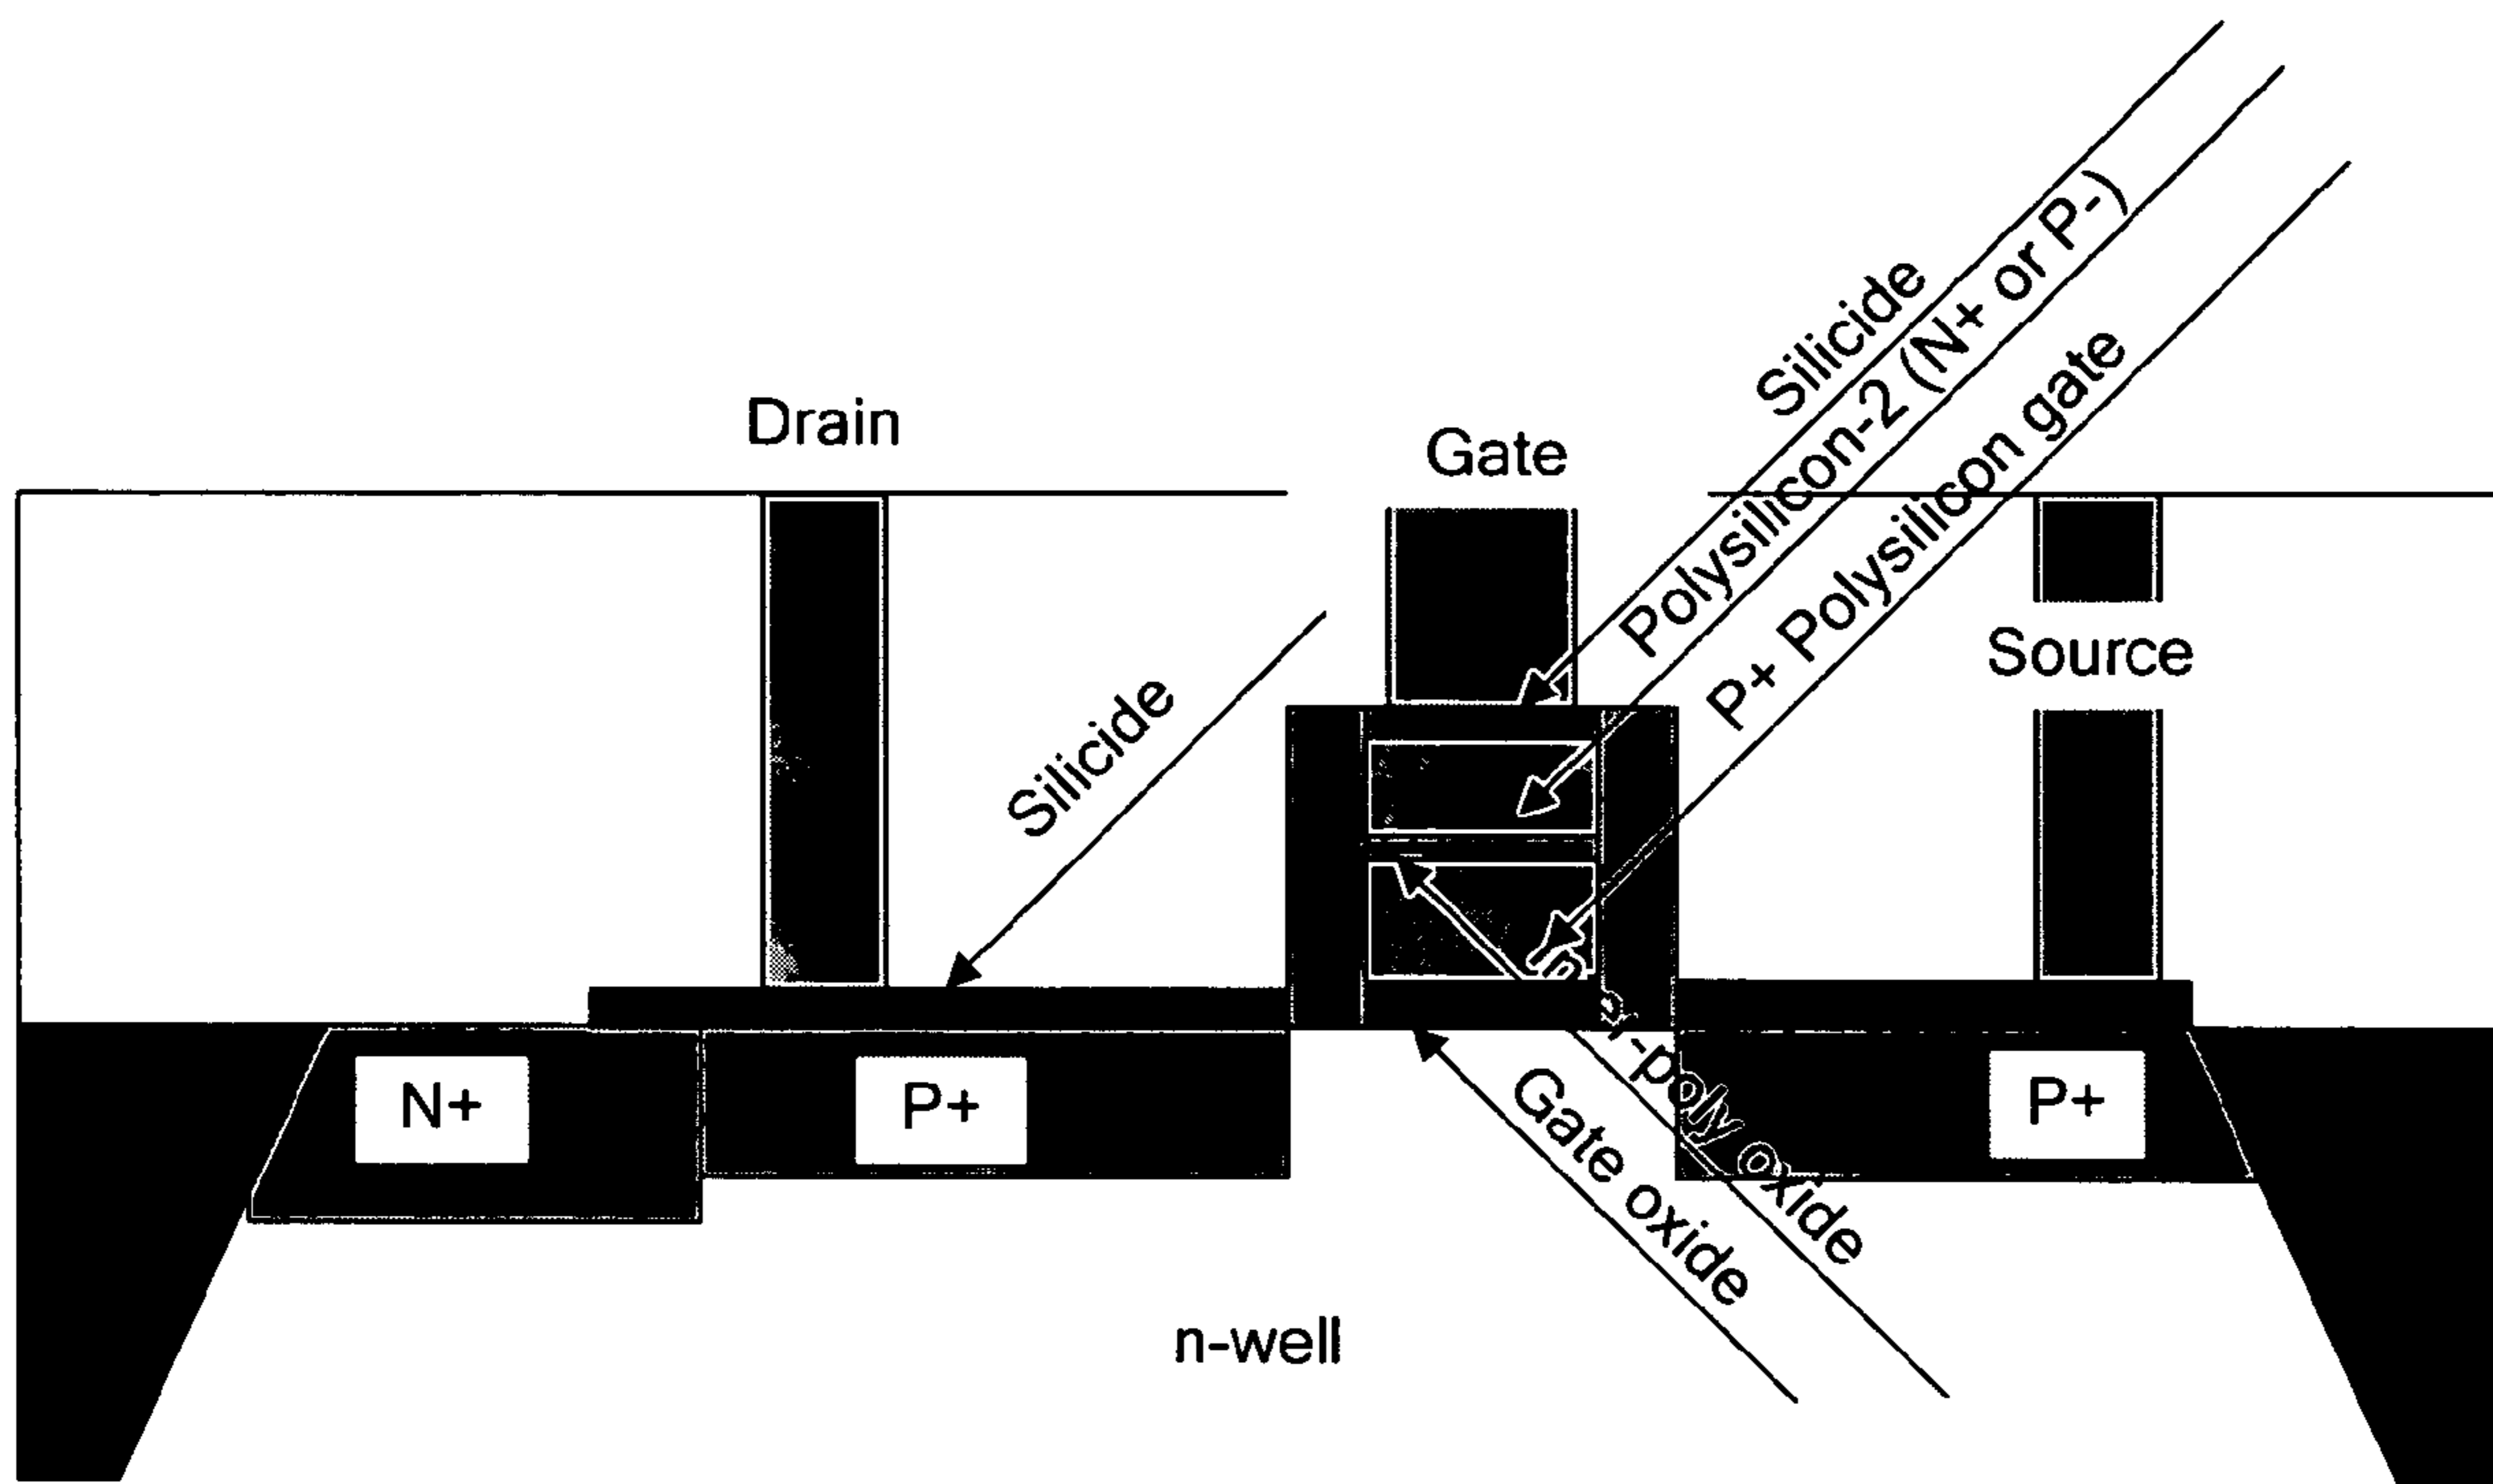 Silicide
Polysilicon-2 (N+ or P-)
P+ Polysilicon gate
Drain
Gate
Source
Silicide
N+
P+
P+
Gate oxide
-poly oxide
n-well